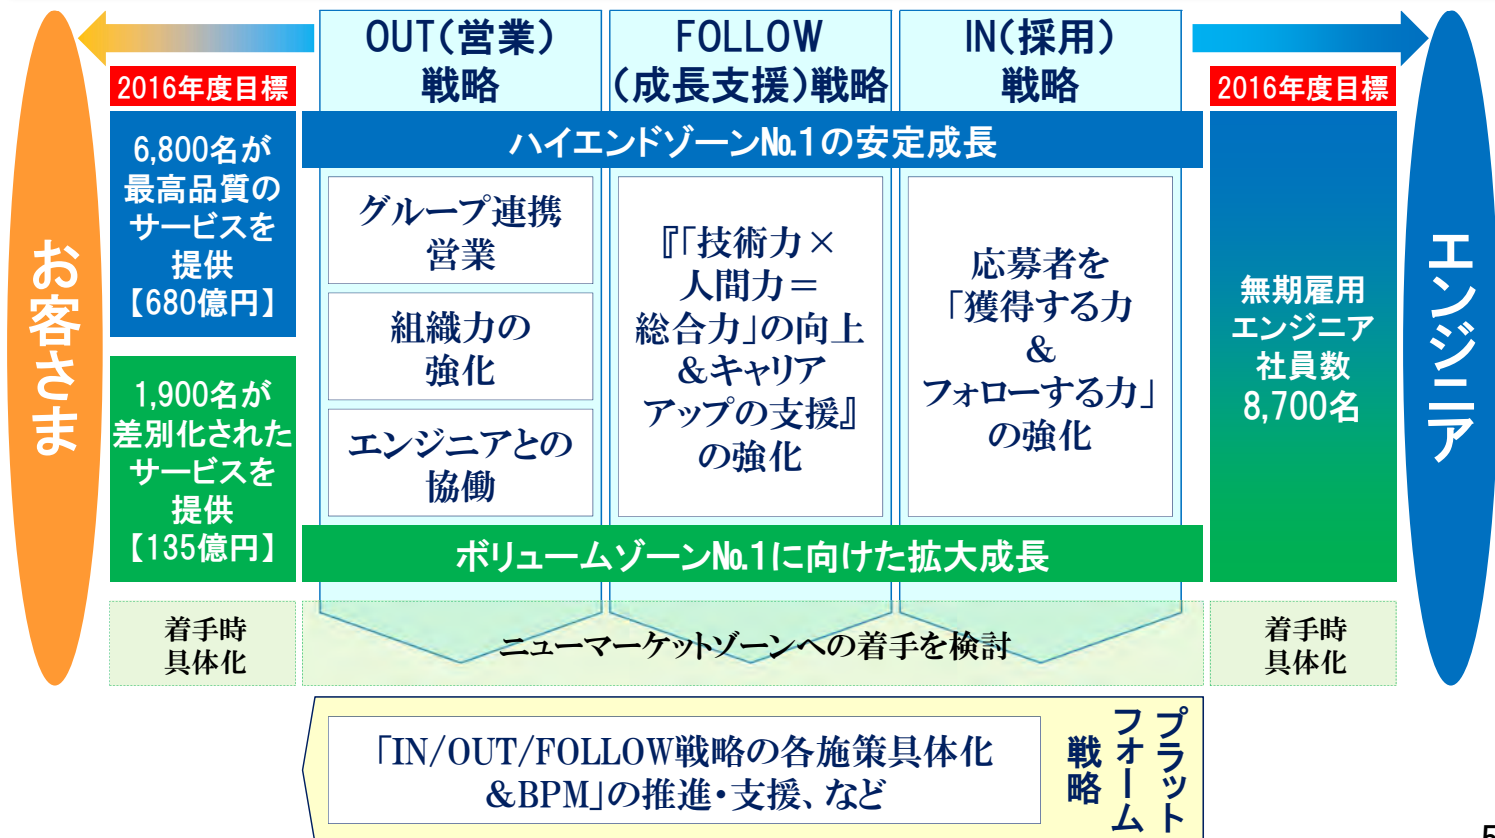 お客さま
2016年度目標
6,800名が
最高品質の
サービスを
提供
【680億円】
1,900名が
差別化された
サービスを
提供
【135億円】
着手時
具体化
OUT(営業)
戦略
FOLLOW
(成長支援)戦略
IN(採用)
戦略
ハイエンドゾーン№1の安定成長
グループ連携
営業
組織力の
強化
エンジニアとの
協働
『「技術力×
人間力＝
総合力」の向上
&キャリア
アップの支援』
の強化
応募者を
「獲得する力
&
フォローする力」
の強化
ボリュームゾーン№1に向けた拡大成長
ニューマーケットゾーンへの着手を検討
「IN/OUT/FOLLOW戦略の各施策具体化
&BPM」の推進・支援、など
プラット
フォーム
戦略
2016年度目標
無期雇用
エンジニア
社員数
8,700名
着手時
具体化
エンジニア
5